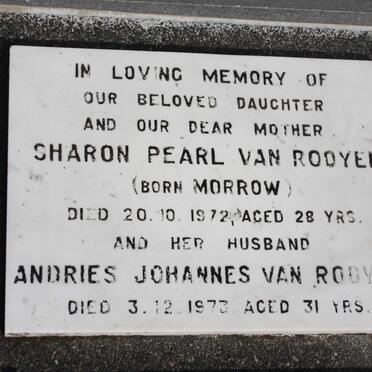 IN LOVING MEMORY OF
OUR BELOVED DAUGHTER
AND OUR DEAR MOTHER
SHARON PEARL VAN ROOYE
(BORN MORROW)
DIED 20.10.1972, AGED 28 YRS.
AND HER HUSBAND
ANDRIES JOHANNES VAN ROOY
DIED 3.12.1973 AGED 31 YRS.